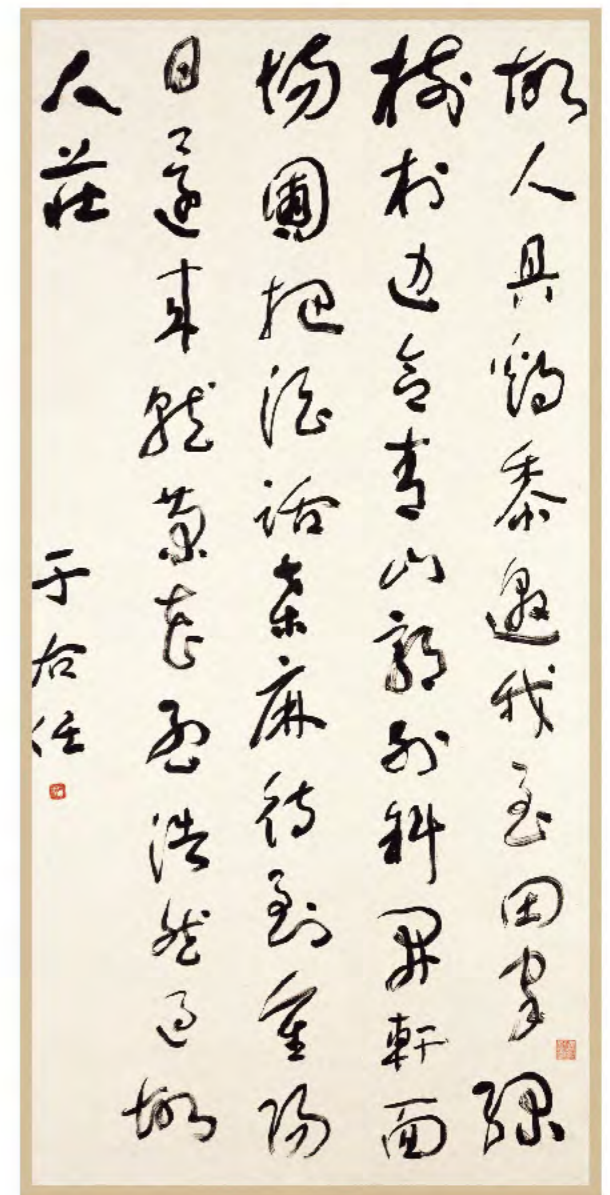 故人具鸡黍邀我至田家绿
树村边合青山郭外斜开轩面
场圃把酒话桑麻待到重阳
日还来就菊花孟浩然过故
人莊
于右任